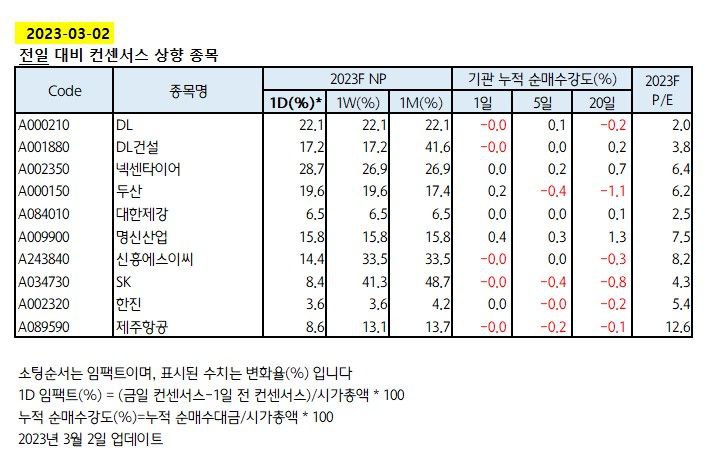 2023-03-02
전일 대비 컨센서스 상향 종목
Code 종목명 2023F NP 기관 누적 순매수강도(%) 2023F P/E
1D(%)* 1W(%) 1M(%) 1일 5일 20일
A000210 DL 22.1 22.1 22.1 -0.0 0.1 -0.2 2.0
A001880 DL건설 17.2 17.2 41.6 -0.0 0.0 0.2 3.8
A002350 넥센타이어 28.7 26.9 26.9 0.0 0.2 0.7 6.4
A000150 두산 19.6 19.6 17.4 0.2 -0.4 -1.1 6.2
A084010 대한제강 6.5 6.5 6.5 0.0 0.0 0.1 2.5
A009900 명신산업 15.8 15.8 15.8 0.4 0.3 1.3 7.5
A243840 신흥에스이씨 14.4 33.5 33.5 -0.0 0.0 -0.3 8.2
A034730 SK 8.4 41.3 48.7 -0.0 -0.4 -0.8 4.3
A002320 한진 3.6 3.6 4.2 0.0 -0.0 -0.2 5.4
A089590 제주항공 8.6 13.1 13.7 -0.0 -0.2 -0.1 12.6
소팅순서는 임팩트이며, 표시된 수치는 변화율(%) 입니다
1D 임팩트(%) = (금일 컨센서스-1일 전 컨센서스)/시가총액 * 100
누적 순매수강도(%)=누적 순매수대금/시가총액 * 100
2023년 3월 2일 업데이트